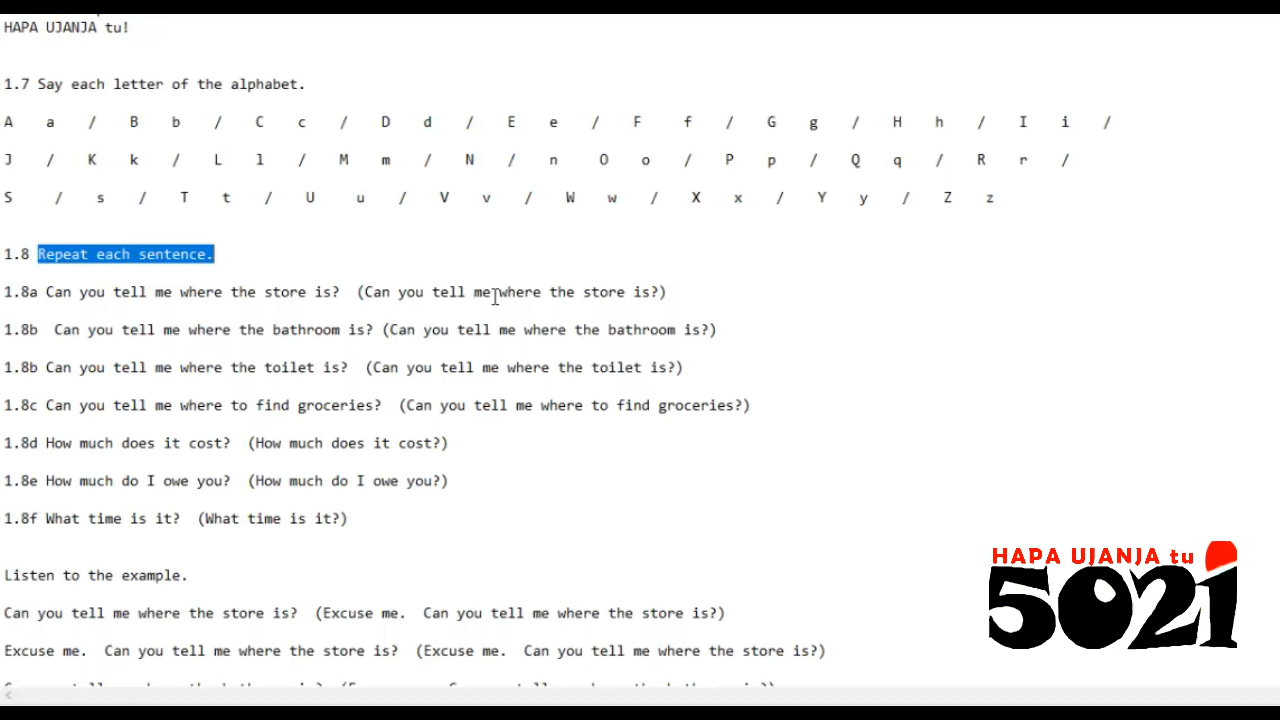 HAPA UJANJA tu!
1.7 Say each letter of the alphabet.
A a / B b / C c / D d / E e / F f / G g / H h / I i /
J / K k / L l / M m / N / n O o / P p / Q q / R r /
S / s / T t / U u / V v / W w / X x / Y y / Z z
1.8 Repeat each sentence.
1.8a Can you tell me where the store is? (Can you tell me where the store is?)
1.8b Can you tell me where the bathroom is? (Can you tell me where the bathroom is?)
1.8b Can you tell me where the toilet is? (Can you tell me where the toilet is?)
1.8c Can you tell me where to find groceries? (Can you tell me where to find groceries?)
1.8d How much does it cost? (How much does it cost?)
1.8e How much do I owe you? (How much do I owe you?)
1.8f What time is it? (What time is it?)
Listen to the example.
Can you tell me where the store is? (Excuse me. Can you tell me where the store is?)
Excuse me. Can you tell me where the store is? (Excuse me. Can you tell me where the store is?)
HAPA UJANJA tu
5021